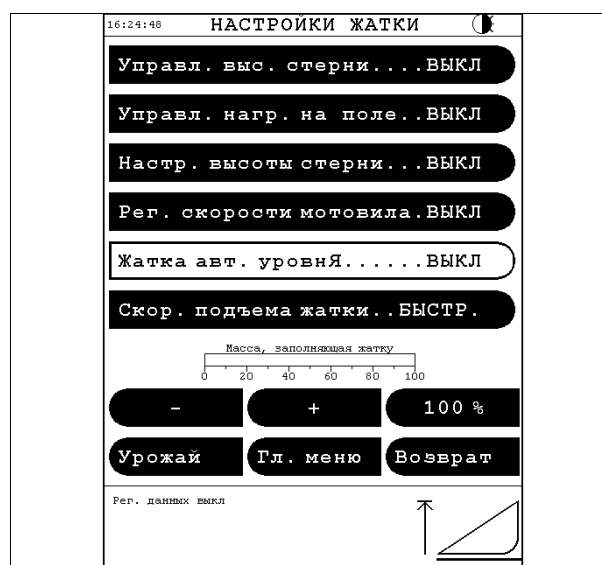 16:24:48 НАСТРОЙКИ ЖАТКИ
Управл. выс. стерни....ВЫКЛ
Управл. нагр. на поле..ВЫКЛ
Настр. высоты стерни...ВЫКЛ
Рег. скорости мотовила.ВЫКЛ
Жатка авт. уровнЯ......ВЫКЛ
Скор. подъема жатки..БЫСТР.
Масса, заполняющая жатку
0 20 40 60 80 100
- + 100 %
Урожай Гл. меню Возврат
Рег. данных выкл